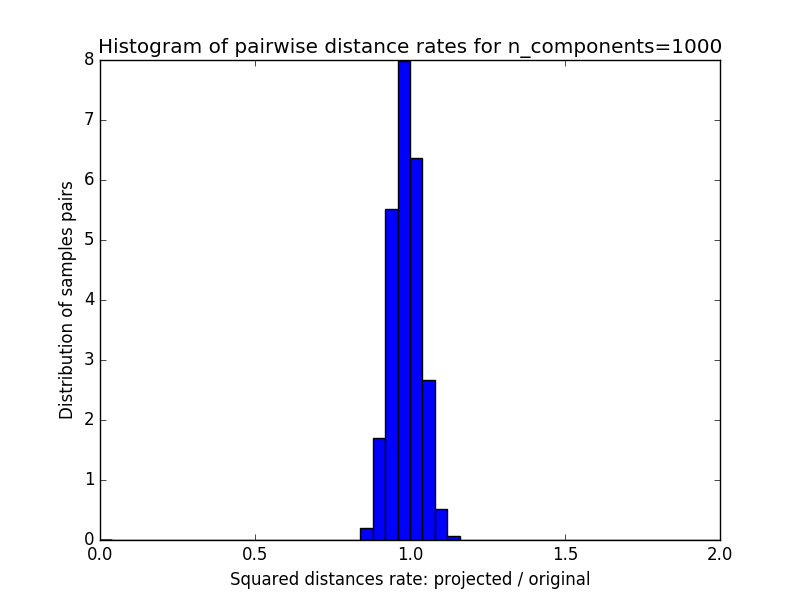 Histogram of pairwise distance rates for n_components=1000
8
7
6
5
4
3
2
1
0
Distribution of samples pairs
0.0 0.5 1.0 1.5 2.0
Squared distances rate: projected / original